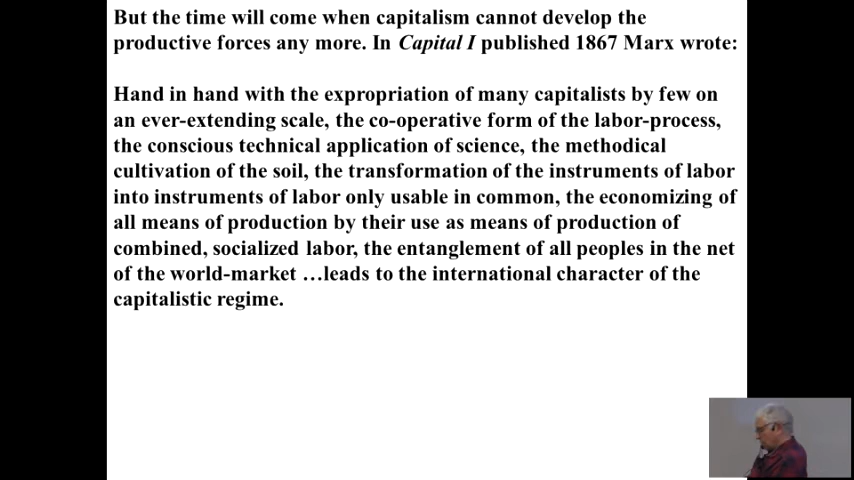 But the time will come when capitalism cannot develop the
productive forces any more. In Capital I published 1867 Marx wrote:
Hand in hand with the expropriation of many capitalists by few on
an ever-extending scale, the co-operative form of the labor-process,
the conscious technical application of science, the methodical
cultivation of the soil, the transformation of the instruments of labor
into instruments of labor only usable in common, the economizing of
all means of production by their use as means of production of
combined, socialized labor, the entanglement of all peoples in the net
of the world-market …leads to the international character of the
capitalistic regime.